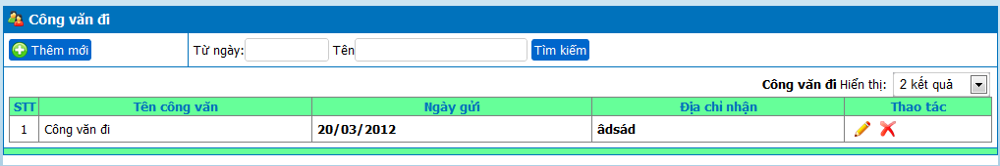 Công văn đi
Thêm mới Từ ngày: Tên Tìm kiếm
Công văn đi Hiển thị: 2 kết quả
STT Tên công văn Ngày gửi Địa chỉ nhận Thao tác
1 Công văn đi 20/03/2012 âdsád